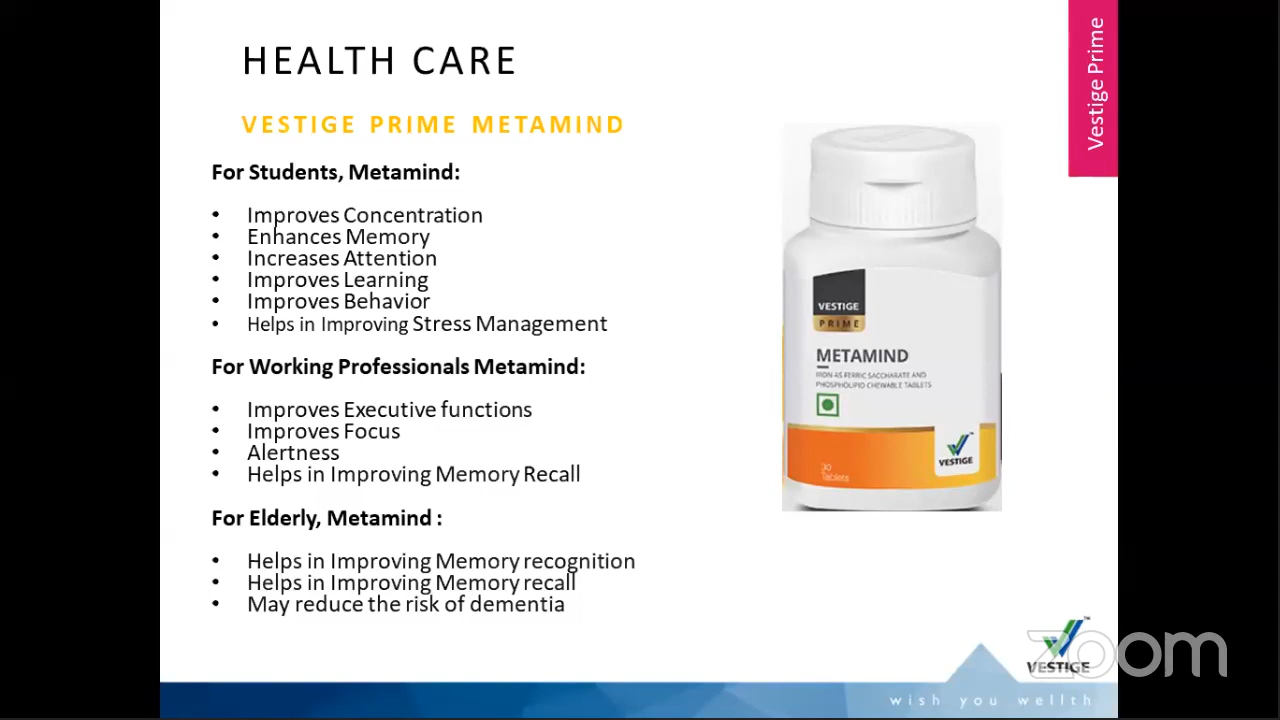 HEALTH CARE
Vestige Prime
VESTIGE PRIME METAMIND
For Students, Metamind:
• Improves Concentration
• Enhances Memory
• Increases Attention
• Improves Learning
• Improves Behavior
• Helps in Improving Stress Management
For Working Professionals Metamind:
• Improves Executive functions
• Improves Focus
• Alertness
• Helps in Improving Memory Recall
For Elderly, Metamind :
• Helps in Improving Memory recognition
• Helps in Improving Memory recall
• May reduce the risk of dementia
VESTIGE
PRIME
METAMIND
IRON AS FERRIC SACCHARATE AND
PHOSPHOLIPID CHEWABLE TABLETS
VESTIGE
30
Tablets
VESTIGE
zoom
wish you wellth